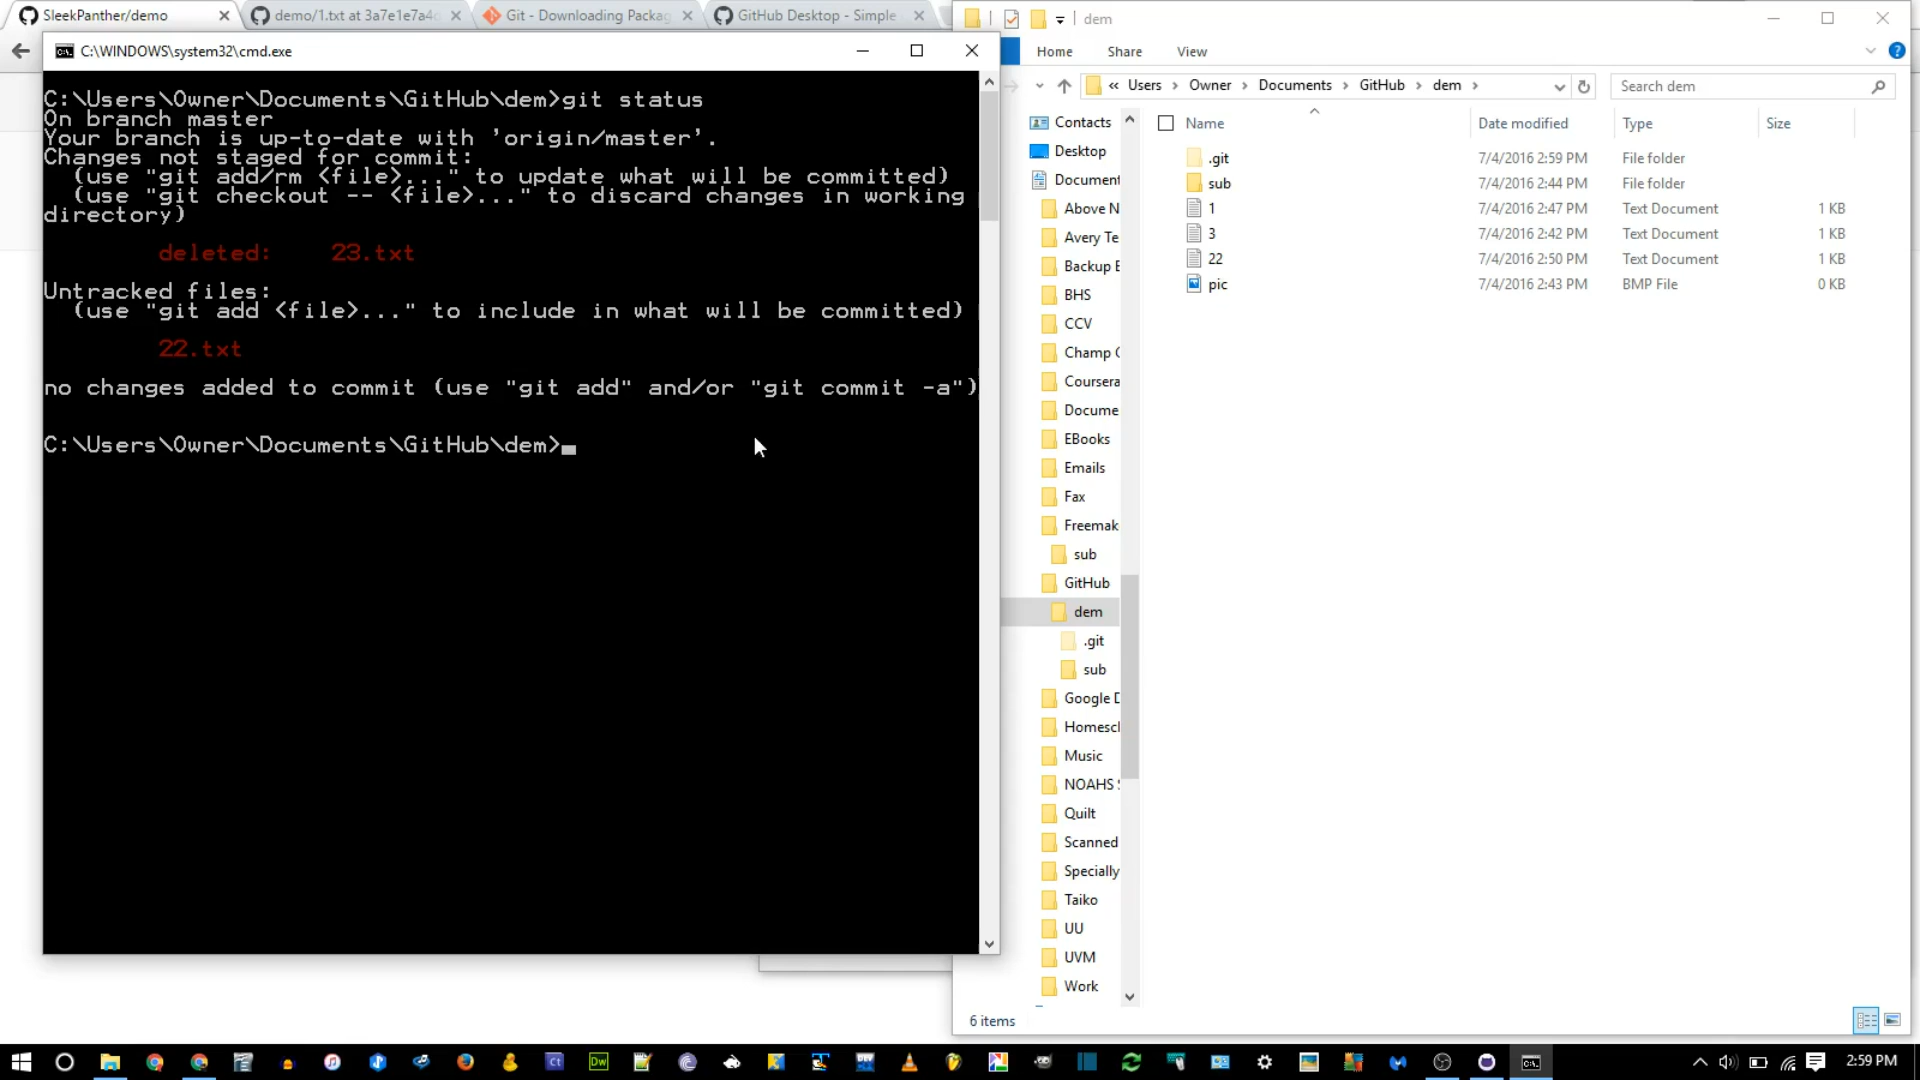 SleekPanther/demo
demo/1.txt at 3a7e1e7a4
Git - Downloading Packag
GitHub Desktop - Simple
dem
C:\WINDOWS\system32\cmd.exe
Home
Share
View
« Users > Owner > Documents > GitHub > dem >
Search dem
C:\Users\Owner\Documents\GitHub\dem>git status
On branch master
Your branch is up-to-date with 'origin/master'.
Changes not staged for commit:
(use "git add/rm <file>..." to update what will be committed)
(use "git checkout -- <file>..." to discard changes in working
directory)
deleted: 23.txt
Untracked files:
(use "git add <file>..." to include in what will be committed)
22.txt
no changes added to commit (use "git add" and/or "git commit -a")
C:\Users\Owner\Documents\GitHub\dem>
Contacts
Desktop
Document
Above N
Avery Te
Backup E
BHS
CCV
Champ C
Coursera
Docume
EBooks
Emails
Fax
Freemak
sub
GitHub
dem
.git
sub
Google D
Homescl
Music
NOAHS
Quilt
Scanned
Specially
Taiko
UU
UVM
Work
Name Date modified Type Size
.git 7/4/2016 2:59 PM File folder
sub 7/4/2016 2:44 PM File folder
1 7/4/2016 2:47 PM Text Document 1 KB
3 7/4/2016 2:42 PM Text Document 1 KB
22 7/4/2016 2:50 PM Text Document 1 KB
pic 7/4/2016 2:43 PM BMP File 0 KB
6 items
Ct
Dw
2:59 PM